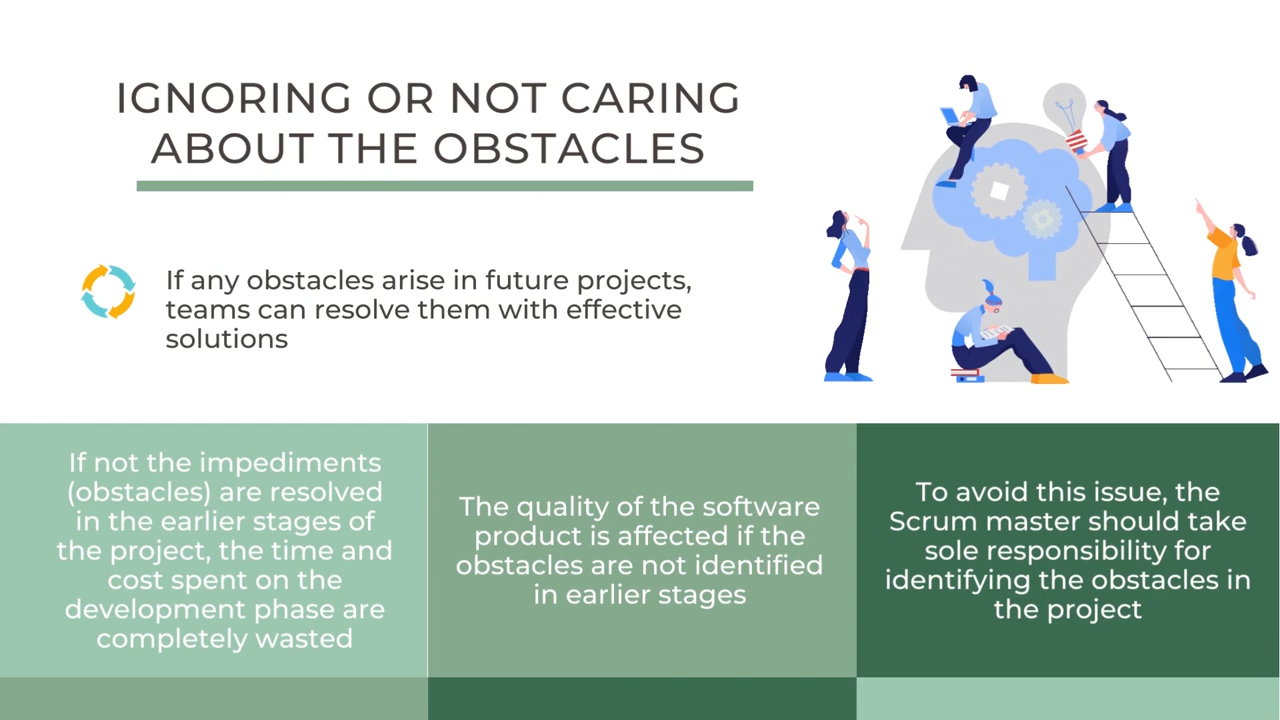 IGNORING OR NOT CARING
ABOUT THE OBSTACLES
If any obstacles arise in future projects,
teams can resolve them with effective
solutions
If not the impediments
(obstacles) are resolved
in the earlier stages of
the project, the time and
cost spent on the
development phase are
completely wasted
The quality of the software
product is affected if the
obstacles are not identified
in earlier stages
To avoid this issue, the
Scrum master should take
sole responsibility for
identifying the obstacles in
the project